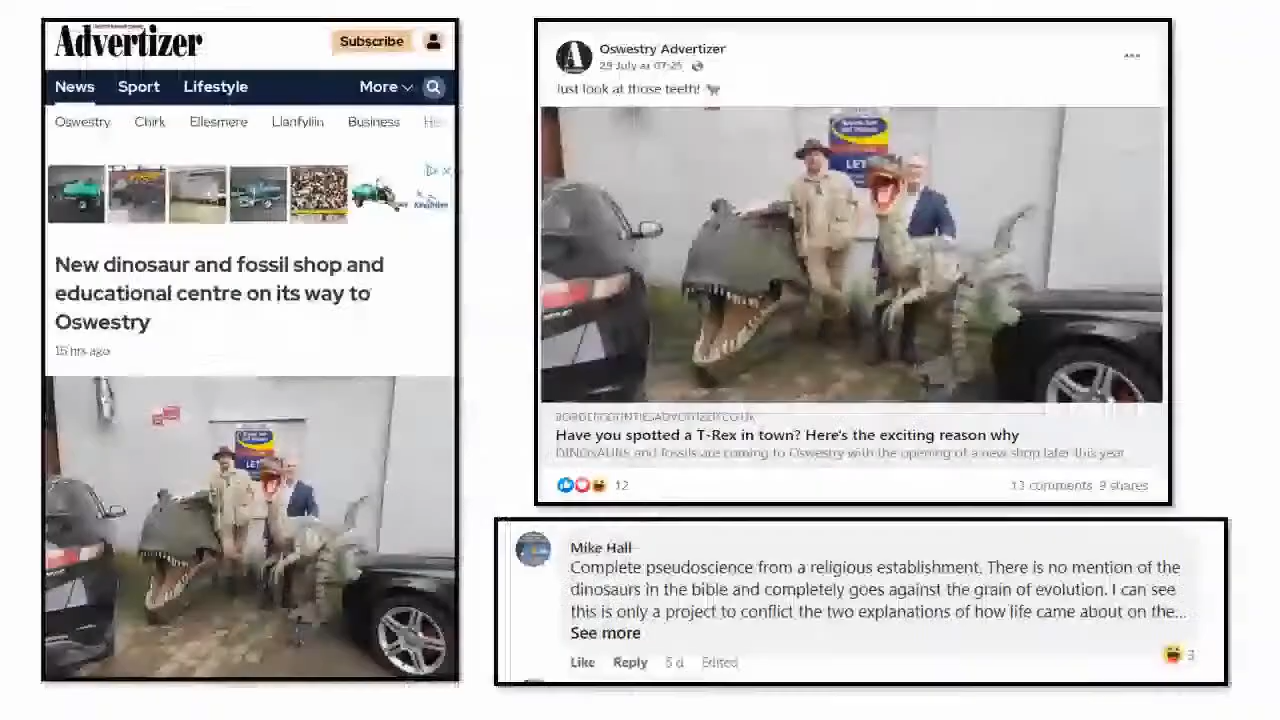 Advertizer
Subscribe
News Sport Lifestyle More
Oswestry Chirk Ellesmere Llanfyllin Business
New dinosaur and fossil shop and
educational centre on its way to
Oswestry
15 hrs ago
LET
Oswestry Advertizer
29 July at 07:25
Just look at those teeth!
LET
BORDERCOUNTIESADVERTIZER.CO.UK
Have you spotted a T-Rex in town? Here's the exciting reason why
DINOSAURS and fossils are coming to Oswestry with the opening of a new shop later this year
12
13 comments 9 shares
Mike Hall
Complete pseudoscience from a religious establishment. There is no mention of the
dinosaurs in the bible and completely goes against the grain of evolution. I can see
this is only a project to conflict the two explanations of how life came about on the...
See more
Like Reply 5 d Edited
3